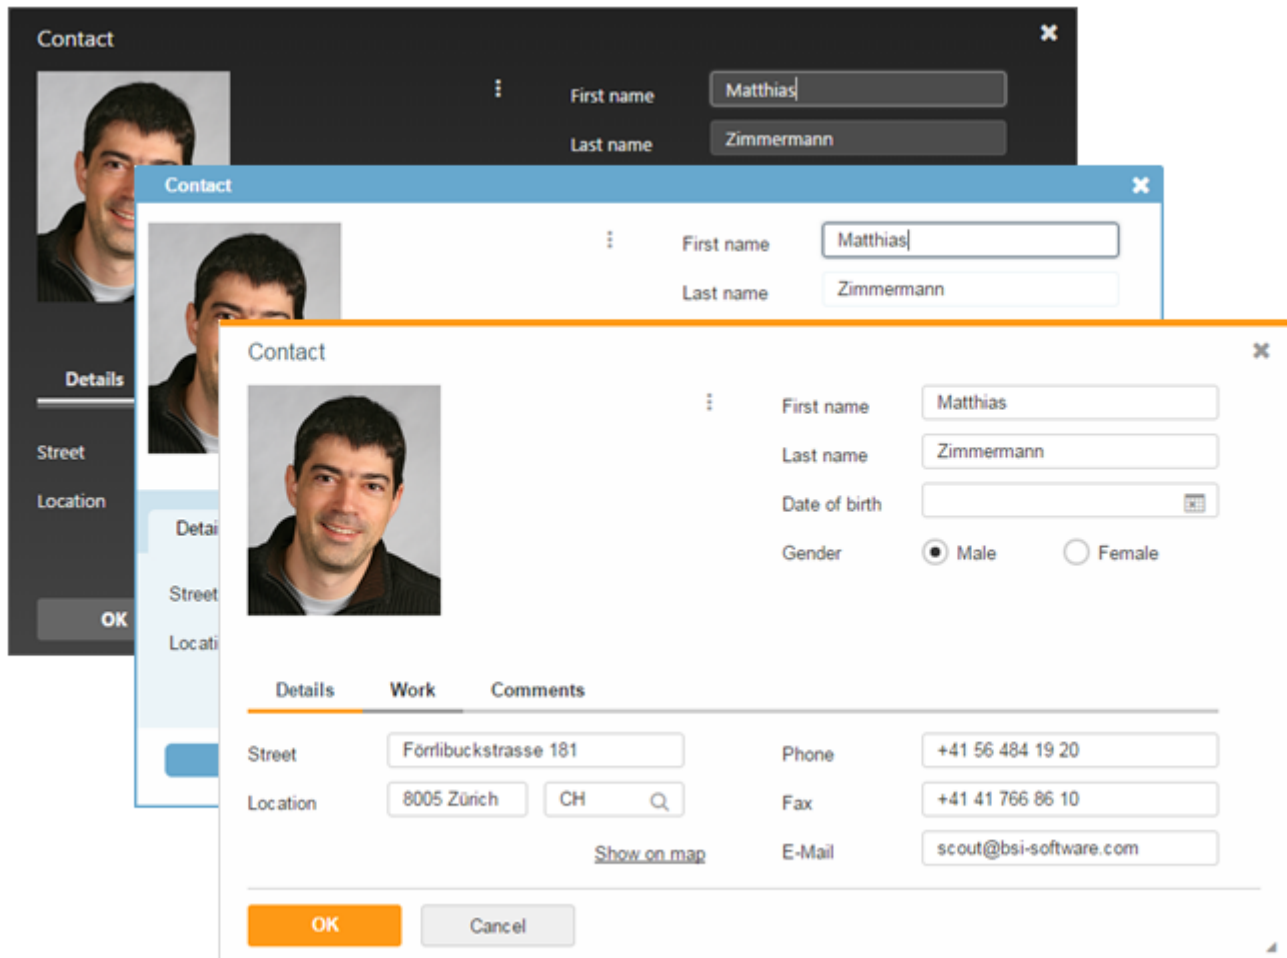 Contact
First name Matthias
Last name Zimmermann
Details
Street
Location
OK
Contact
First name Matthias
Last name Zimmermann
Detai
Street
Locati
Contact
First name Matthias
Last name Zimmermann
Date of birth
Gender Male Female
Details Work Comments
Street Förrlibuckstrasse 181 Phone +41 56 484 19 20
Location 8005 Zürich CH Fax +41 41 766 86 10
Show on map E-Mail scout@bsi-software.com
OK Cancel